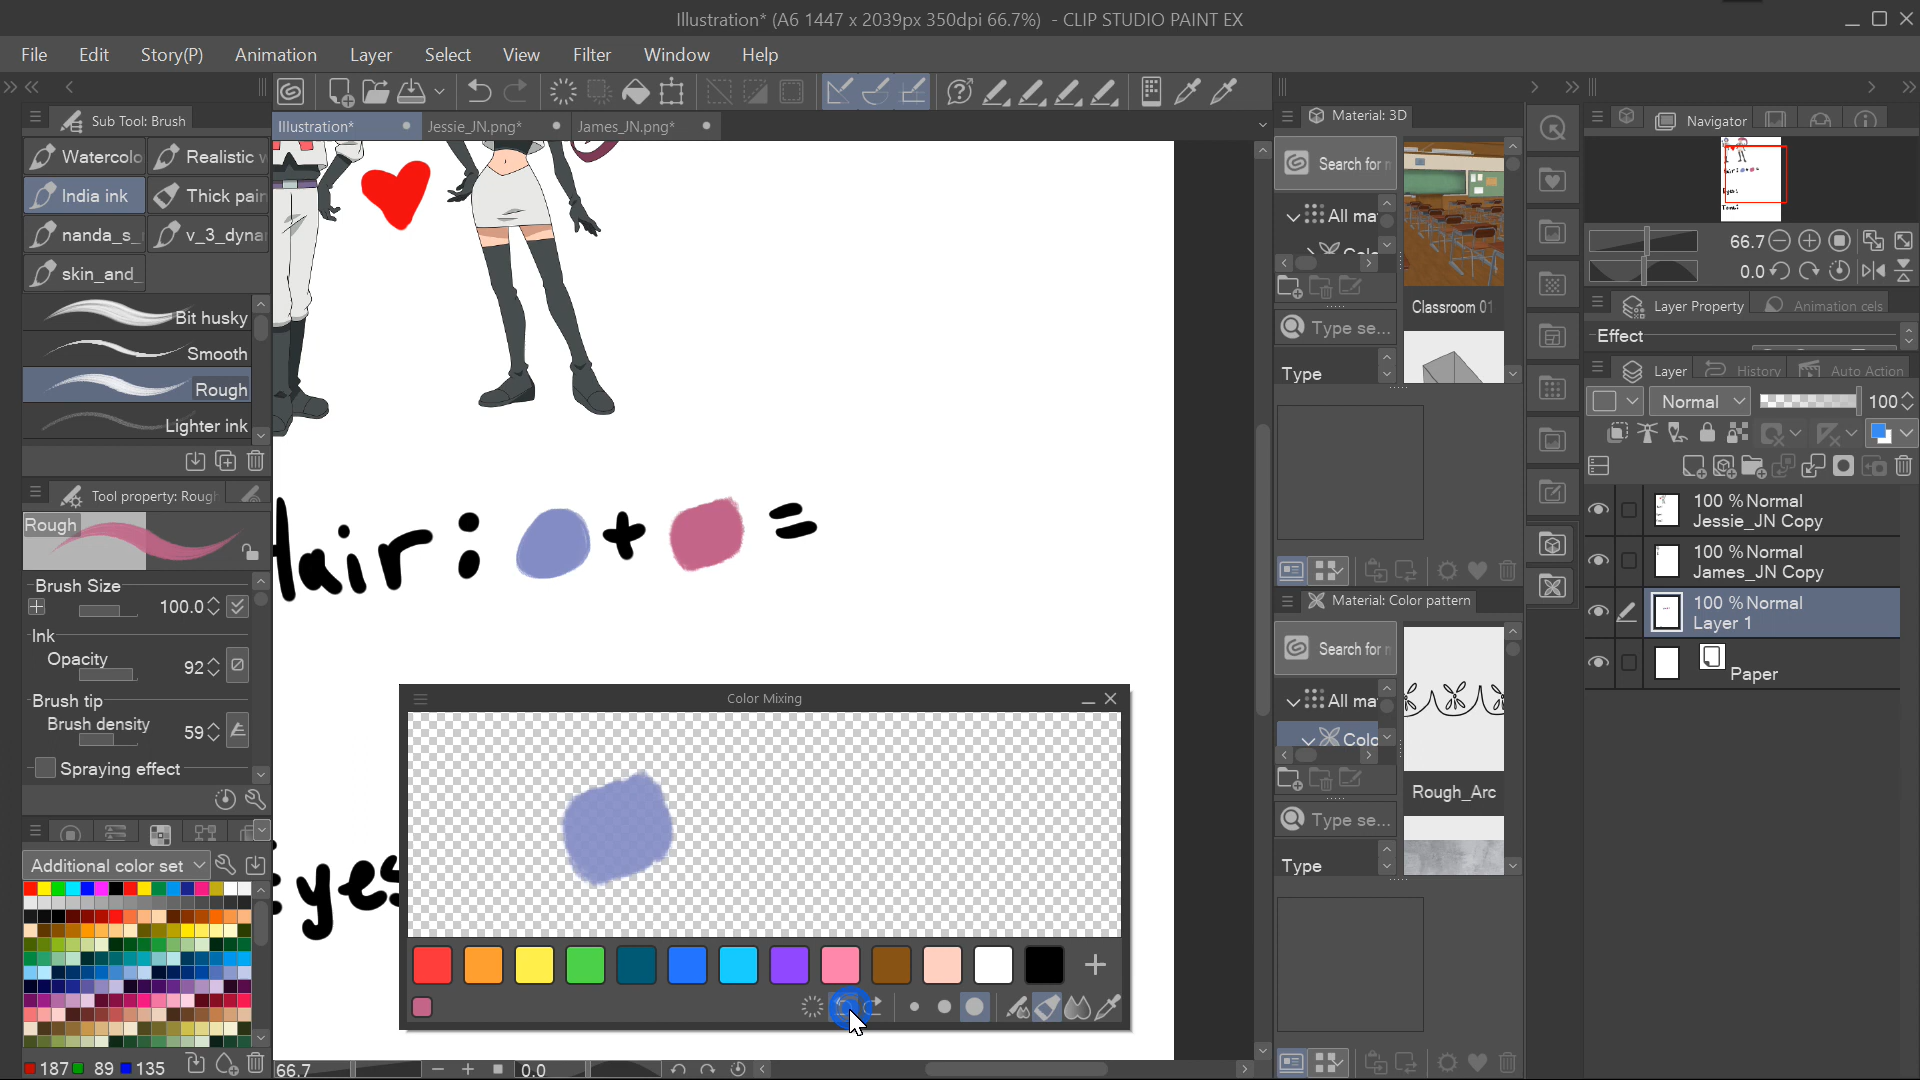 Illustration* (A6 1447 x 2039px 350dpi 66.7%) - CLIP STUDIO PAINT EX
File Edit Story(P) Animation Layer Select View Filter Window Help
Sub Tool: Brush
Illustration* Jessie_JN.png* James_JN.png*
Watercolo Realistic w
India ink Thick pain
nanda_s_ v_3_dyna
skin_and_
Bit husky
Smooth
Rough
Lighter ink
Tool property: Rough
Rough
Brush Size
100.0
Ink
Opacity 92
Brush tip
Brush density 59
Spraying effect
Additional color set
187 89 135
Hair: + =
eyes
Color Mixing
66.7 0.0
Material: 3D
Search for m
All ma
Colo
Type se...
Type
Classroom 01
Material: Color pattern
Search for m
All ma
Colo
Type se...
Type
Rough_Arc
Navigator
Hair: + =
Eyes:
66.7
0.0
Layer Property Animation cels
Effect
Layer History Auto Action
Normal 100
100 % Normal
Jessie_JN Copy
100 % Normal
James_JN Copy
100 % Normal
Layer 1
Paper